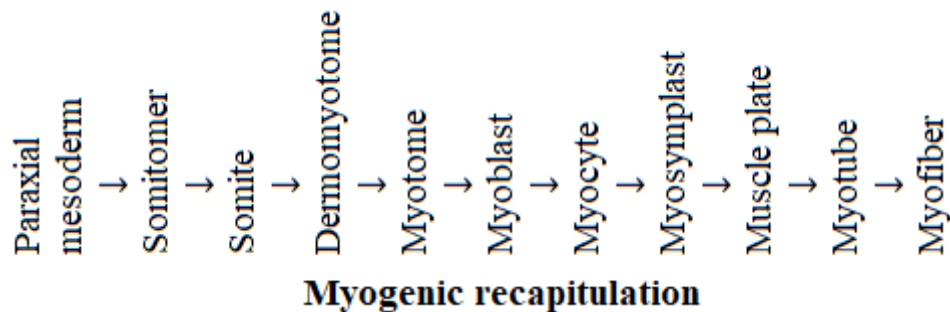 Paraxial
mesoderm
→
Somitomer
→
Somite
→
Dermomyotome
→
Myotome
→
Myoblast
→
Myocyte
→
Myosymplast
→
Muscle plate
→
Myotube
→
Myofiber
Myogenic recapitulation